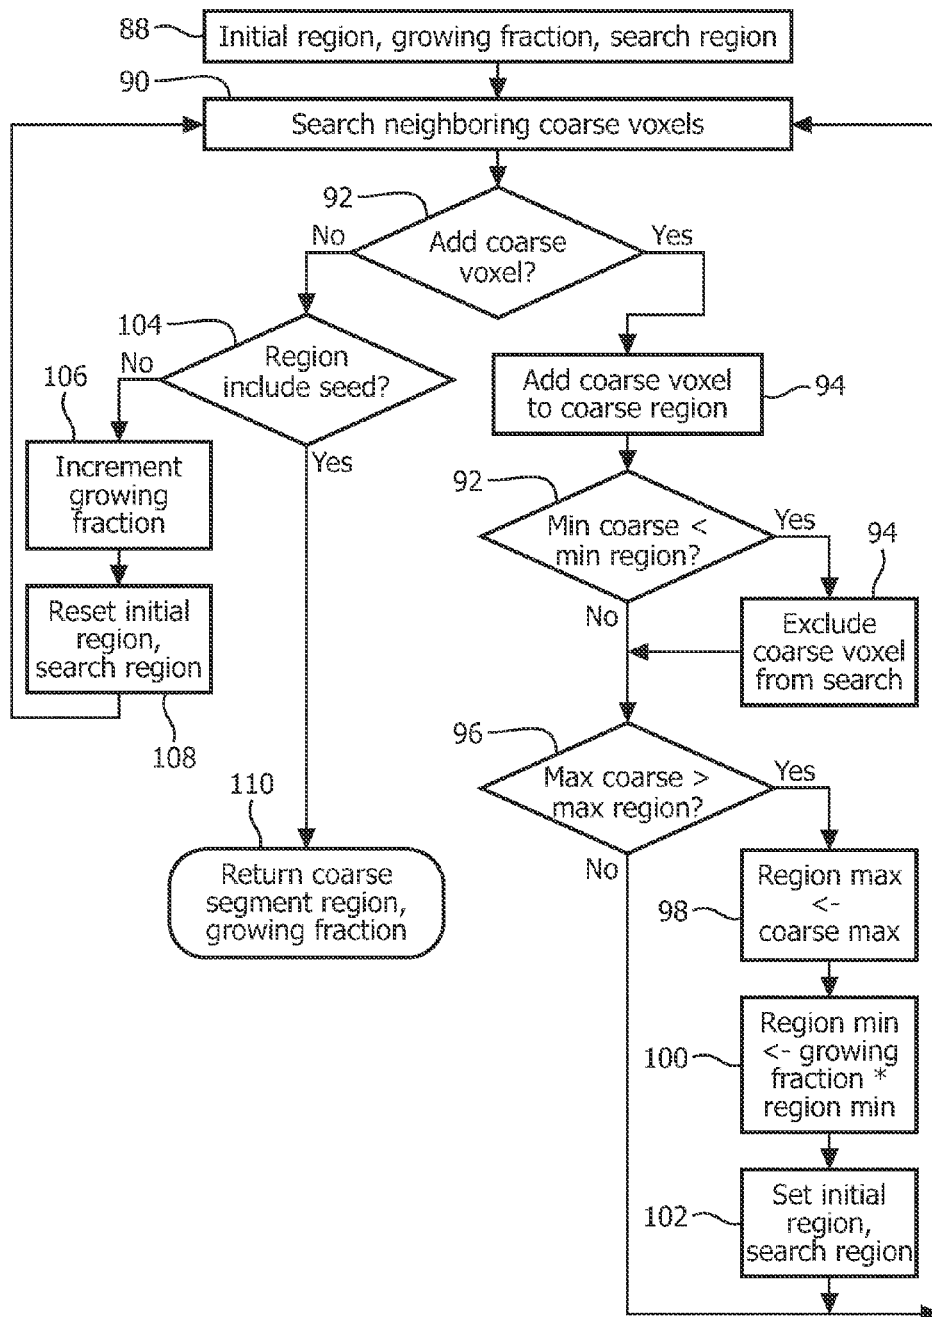 88
Initial region, growing fraction, search region
90
Search neighboring coarse voxels
92
No
Add coarse
voxel?
Yes
104
No
Region
include seed?
Yes
Add coarse voxel
to coarse region
94
106
Increment
growing
fraction
92
Min coarse <
min region?
Yes
No
94
Exclude
coarse voxel
from search
Reset initial
region,
search region
108
96
Max coarse >
max region?
Yes
No
110
Return coarse
segment region,
growing fraction
98
Region max
<-
coarse max
100
Region min
<- growing
fraction *
region min
102
Set initial
region,
search region